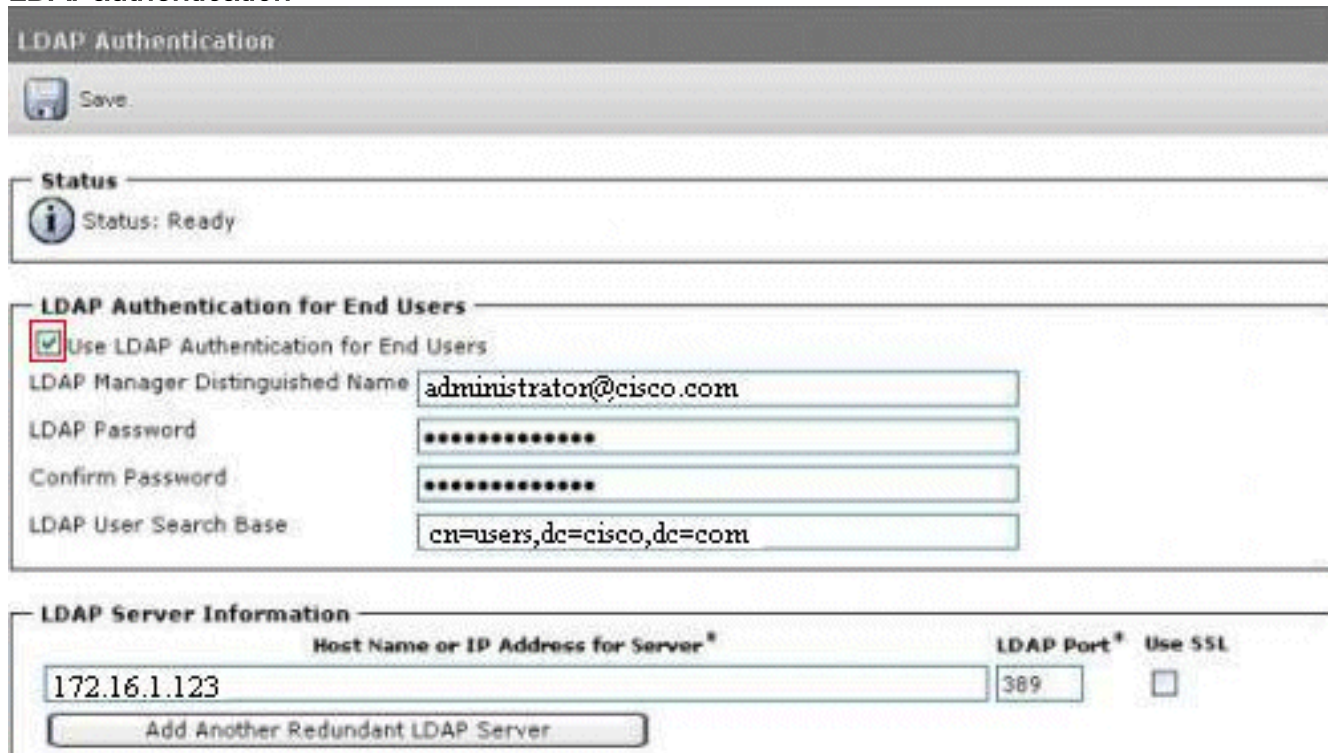 LDAP authentication
LDAP Authentication
Save
Status
i Status: Ready
LDAP Authentication for End Users
Use LDAP Authentication for End Users
LDAP Manager Distinguished Name administrator@cisco.com
LDAP Password •••••••••••••
Confirm Password •••••••••••••
LDAP User Search Base cn=users,dc=cisco,dc=com
LDAP Server Information
Host Name or IP Address for Server* LDAP Port* Use SSL
172.16.1.123 389
Add Another Redundant LDAP Server